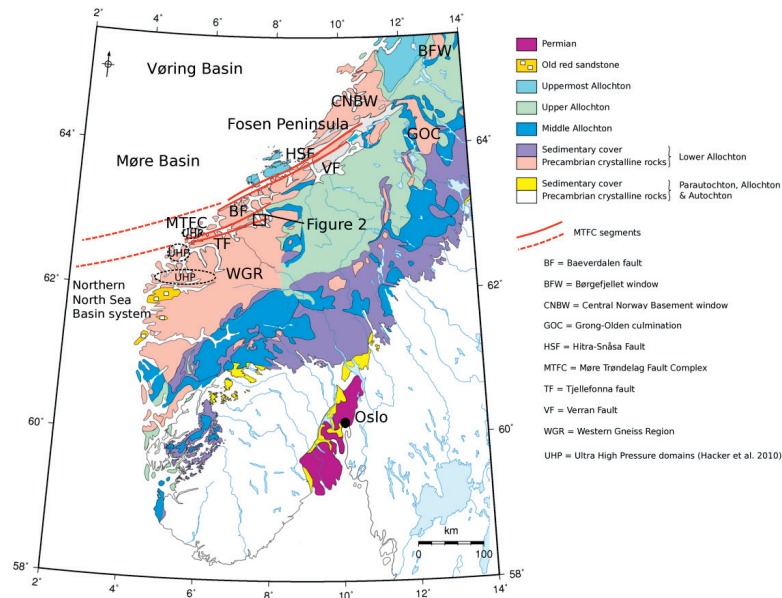 2˚
4˚
6˚
8˚
10˚
12˚
14˚
BFW
Vøring Basin
CNBW
64˚
Fosen Peninsula
64˚
GOC
HSF
Møre Basin
VF
BF
MTFC
Figure 2
UHP
TF
UHP
62˚
UHP
WGR
62˚
Northern
North Sea
Basin system
60˚
Oslo
60˚
km
0
100
58˚
58˚
2˚
4˚
6˚
8˚
10˚
12˚
14˚
Permian
Old red sandstone
Uppermost Allochton
Upper Allochton
Middle Allochton
Sedimentary cover
Precambrian crystalline rocks
Lower Allochton
Sedimentary cover
Precambrian crystalline rocks
Parautochton, Allochton
& Autochton
MTFC segments
BF = Baeverdalen fault
BFW = Børgefjellet window
CNBW = Central Norway Basement window
GOC = Grong-Olden culmination
HSF = Hitra-Snåsa Fault
MTFC = Møre Trøndelag Fault Complex
TF = Tjellefonna fault
VF = Verran Fault
WGR = Western Gneiss Region
UHP = Ultra High Pressure domains (Hacker et al. 2010)